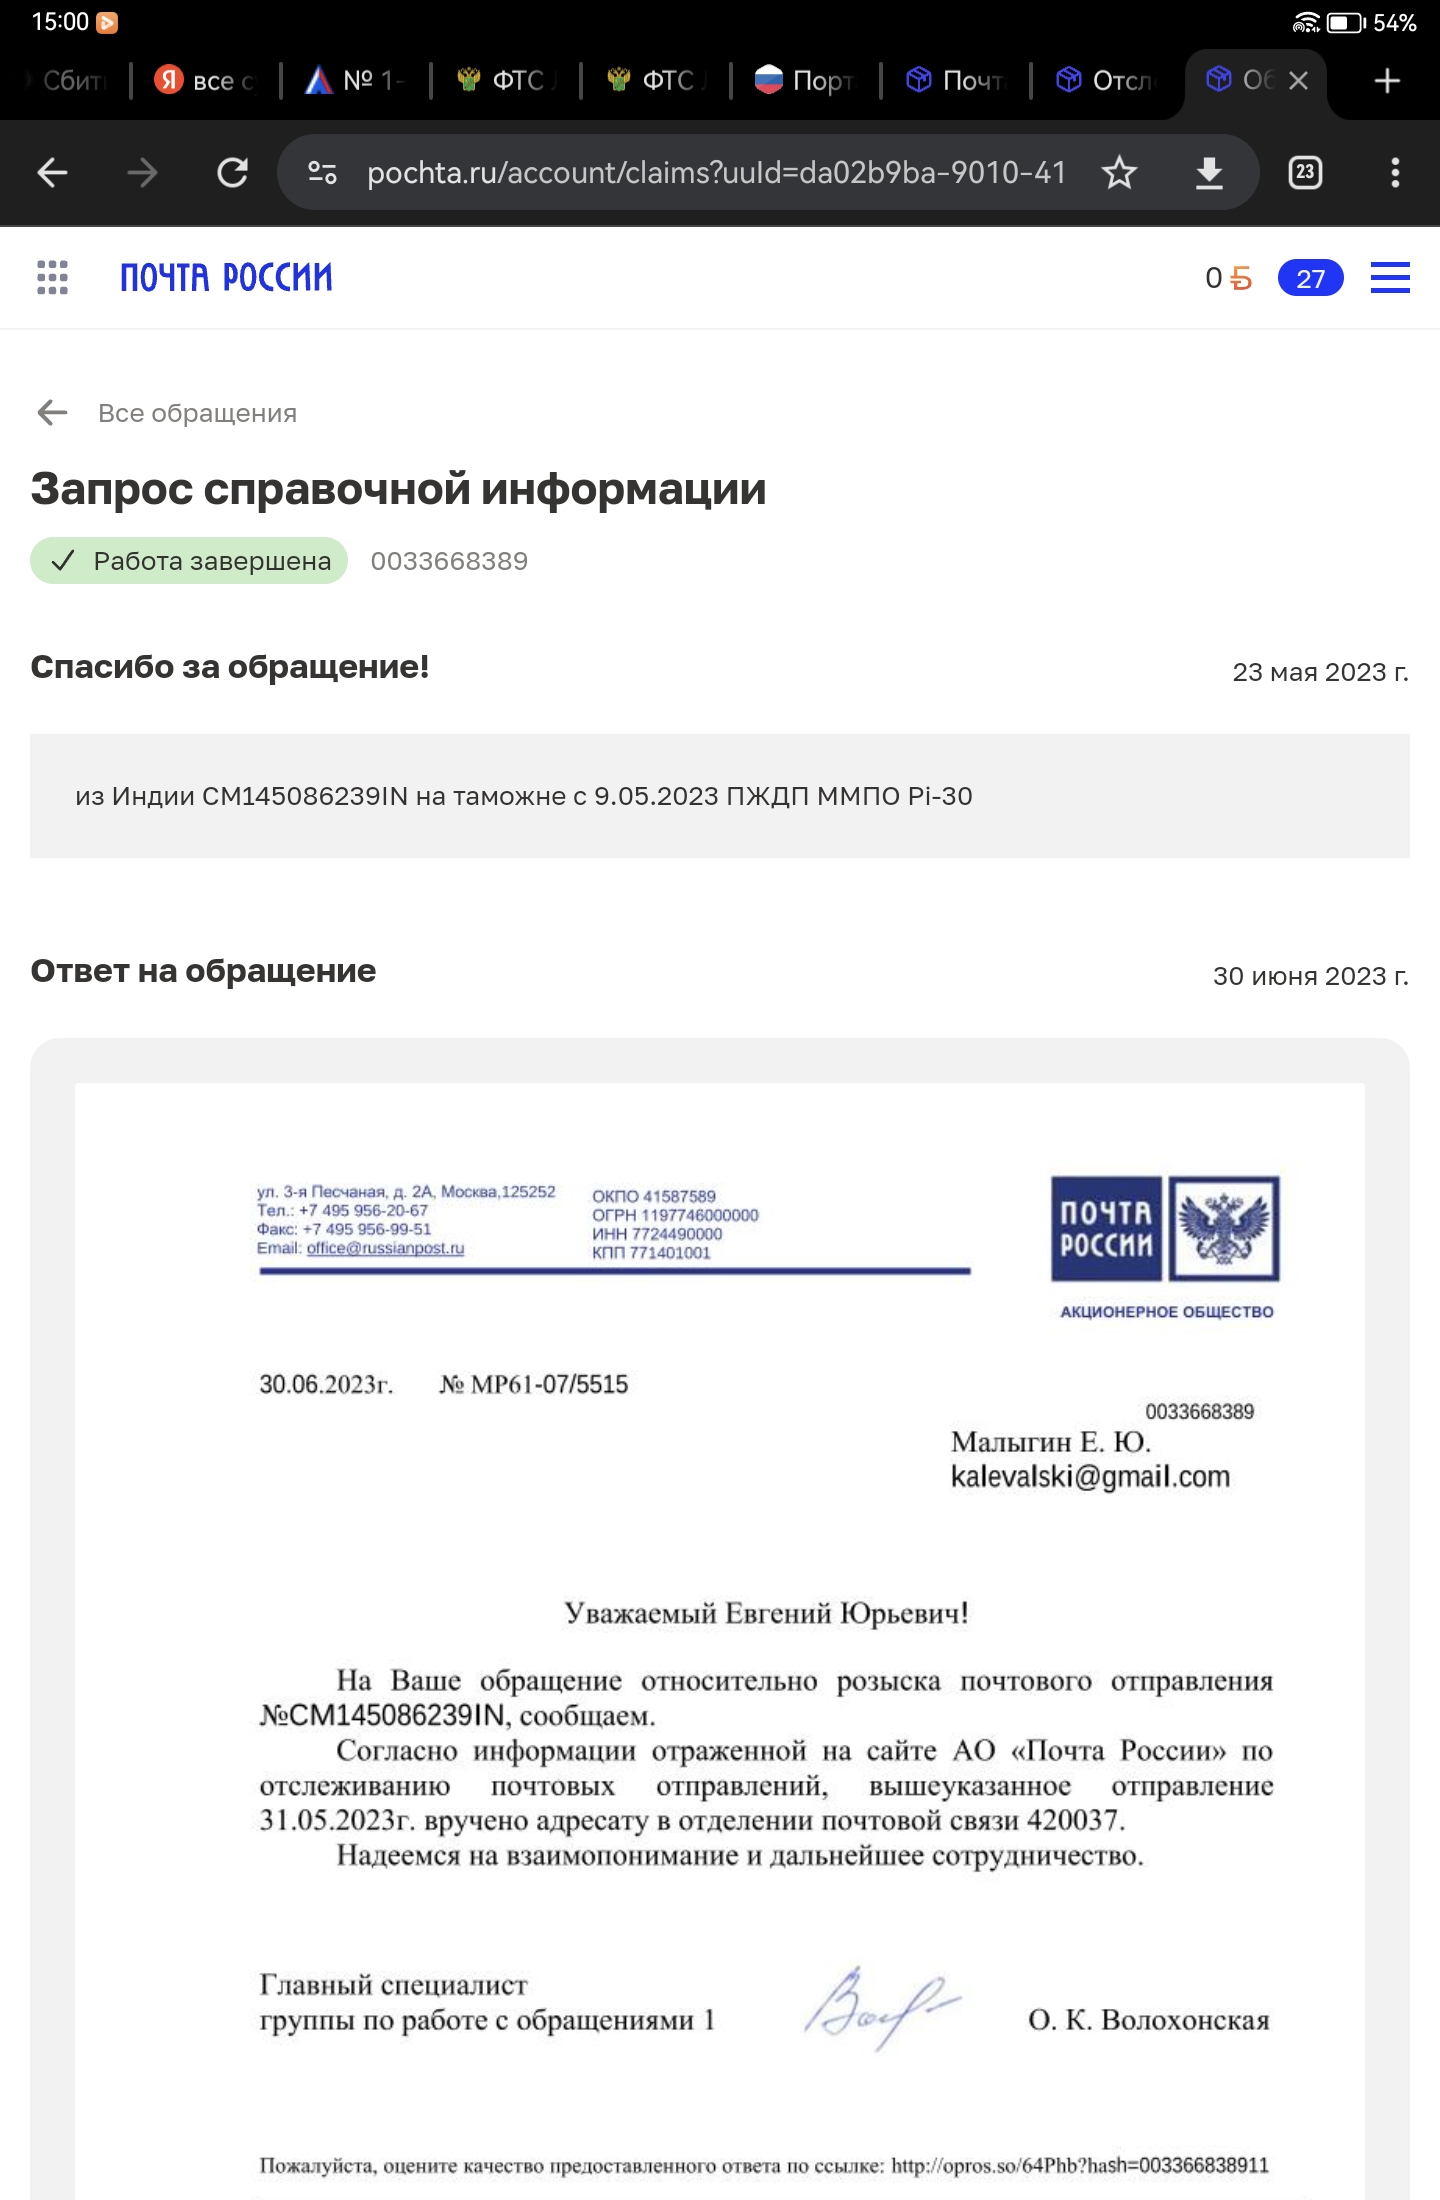 15:00
54%
Сбит
все с
№ 1-
ФТС
ФТС
Порт
Почт
Отсл
Об
pochta.ru/account/claims?uuId=da02b9ba-9010-41
23
ПОЧТА РОССИИ
0 Б
27
Все обращения
Запрос справочной информации
Работа завершена 0033668389
Спасибо за обращение!
23 мая 2023 г.
из Индии CM145086239IN на таможне с 9.05.2023 ПЖДП ММПО Pi-30
Ответ на обращение
30 июня 2023 г.
ул. 3-я Песчаная, д. 2А, Москва,125252
Тел.: +7 495 956-20-67
Факс: +7 495 956-99-51
Email: office@russianpost.ru
ОКПО 41587589
ОГРН 1197746000000
ИНН 7724490000
КПП 771401001
ПОЧТА
РОССИИ
АКЦИОНЕРНОЕ ОБЩЕСТВО
30.06.2023г. № МР61-07/5515
0033668389
Малыгин Е. Ю.
kalevalski@gmail.com
Уважаемый Евгений Юрьевич!
На Ваше обращение относительно розыска почтового отправления
№CM145086239IN, сообщаем.
Согласно информации отраженной на сайте АО «Почта России» по
отслеживанию почтовых отправлений, вышеуказанное отправление
31.05.2023г. вручено адресату в отделении почтовой связи 420037.
Надеемся на взаимопонимание и дальнейшее сотрудничество.
Главный специалист
группы по работе с обращениями 1
О. К. Волохонская
Пожалуйста, оцените качество предоставленного ответа по ссылке: http://opros.so/64Phb?hash=003366838911